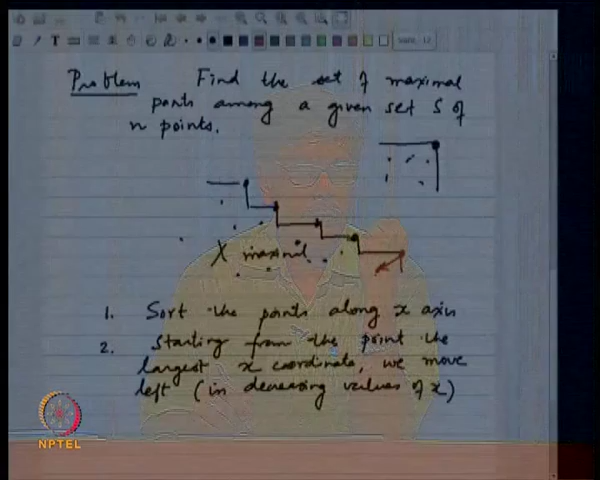 Problem Find the set of maximal
points among a given set S of
n points.
X maximal
1. Sort the points along x axis
2. Starting from the point the
largest x coordinate, we move
left (in decreasing values of x)
NPTEL